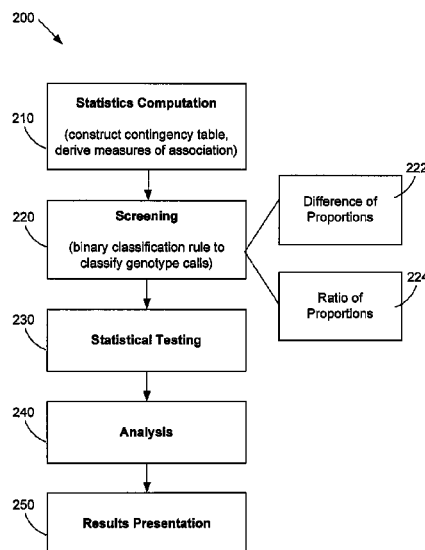 200
210
Statistics Computation
(construct contingency table,
derive measures of association)
220
Screening
(binary classification rule to
classify genotype calls)
222
Difference of
Proportions
224
Ratio of
Proportions
230
Statistical Testing
240
Analysis
250
Results Presentation